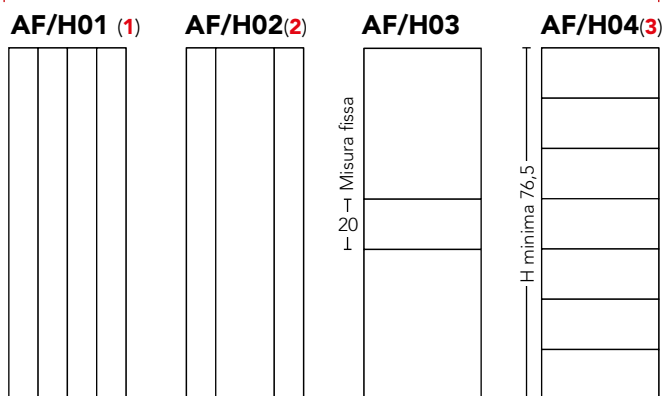 AF/H01 (1)
AF/H02(2)
AF/H03
AF/H04(3)
Misura fissa
20
H minima 76,5